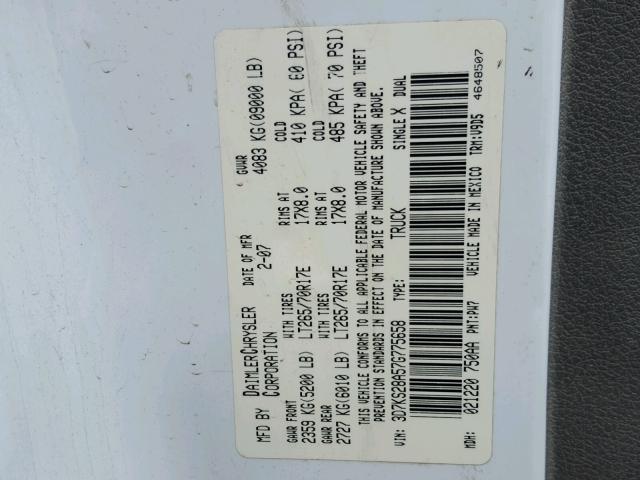 MFD BY DAIMLERCHRYSLER CORPORATION
DATE OF MFR 2-07
GVWR 4083 KG(09000 LB)
GAWR FRONT WITH TIRES RIMS AT COLD
2359 KG(5200 LB) LT265/70R17E 17X8.0 410 KPA( 60 PSI)
GAWR REAR WITH TIRES RIMS AT COLD
2727 KG(6010 LB) LT265/70R17E 17X8.0 485 KPA( 70 PSI)
THIS VEHICLE CONFORMS TO ALL APPLICABLE FEDERAL MOTOR VEHICLE SAFETY AND THEFT
PREVENTION STANDARDS IN EFFECT ON THE DATE OF MANUFACTURE SHOWN ABOVE.
VIN: 3D7KS28A57G775658 TYPE: TRUCK SINGLE X DUAL
MDH: 021220 750AA PNT:PW7 VEHICLE MADE IN MEXICO TRM:V9D5 4648507